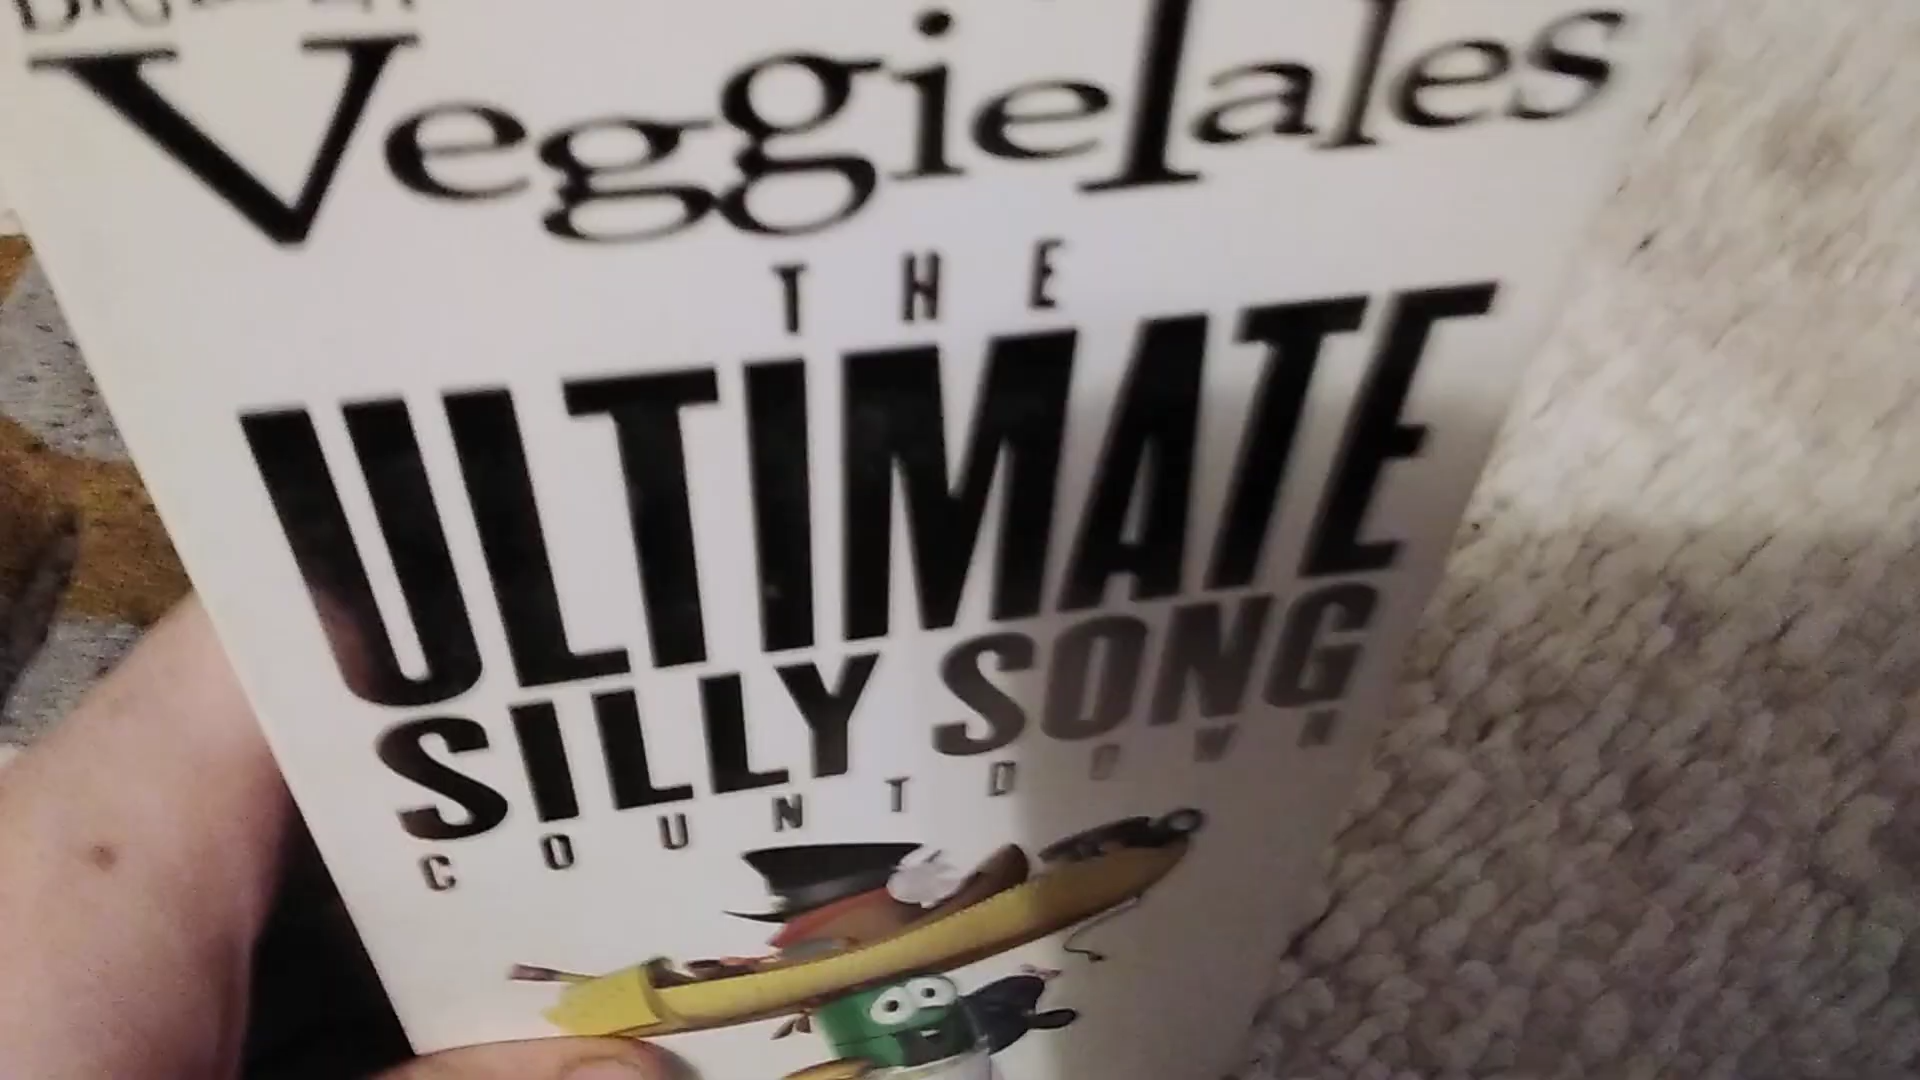 VeggieTales
THE
ULTIMATE
SILLY SONG
COUNTDOWN